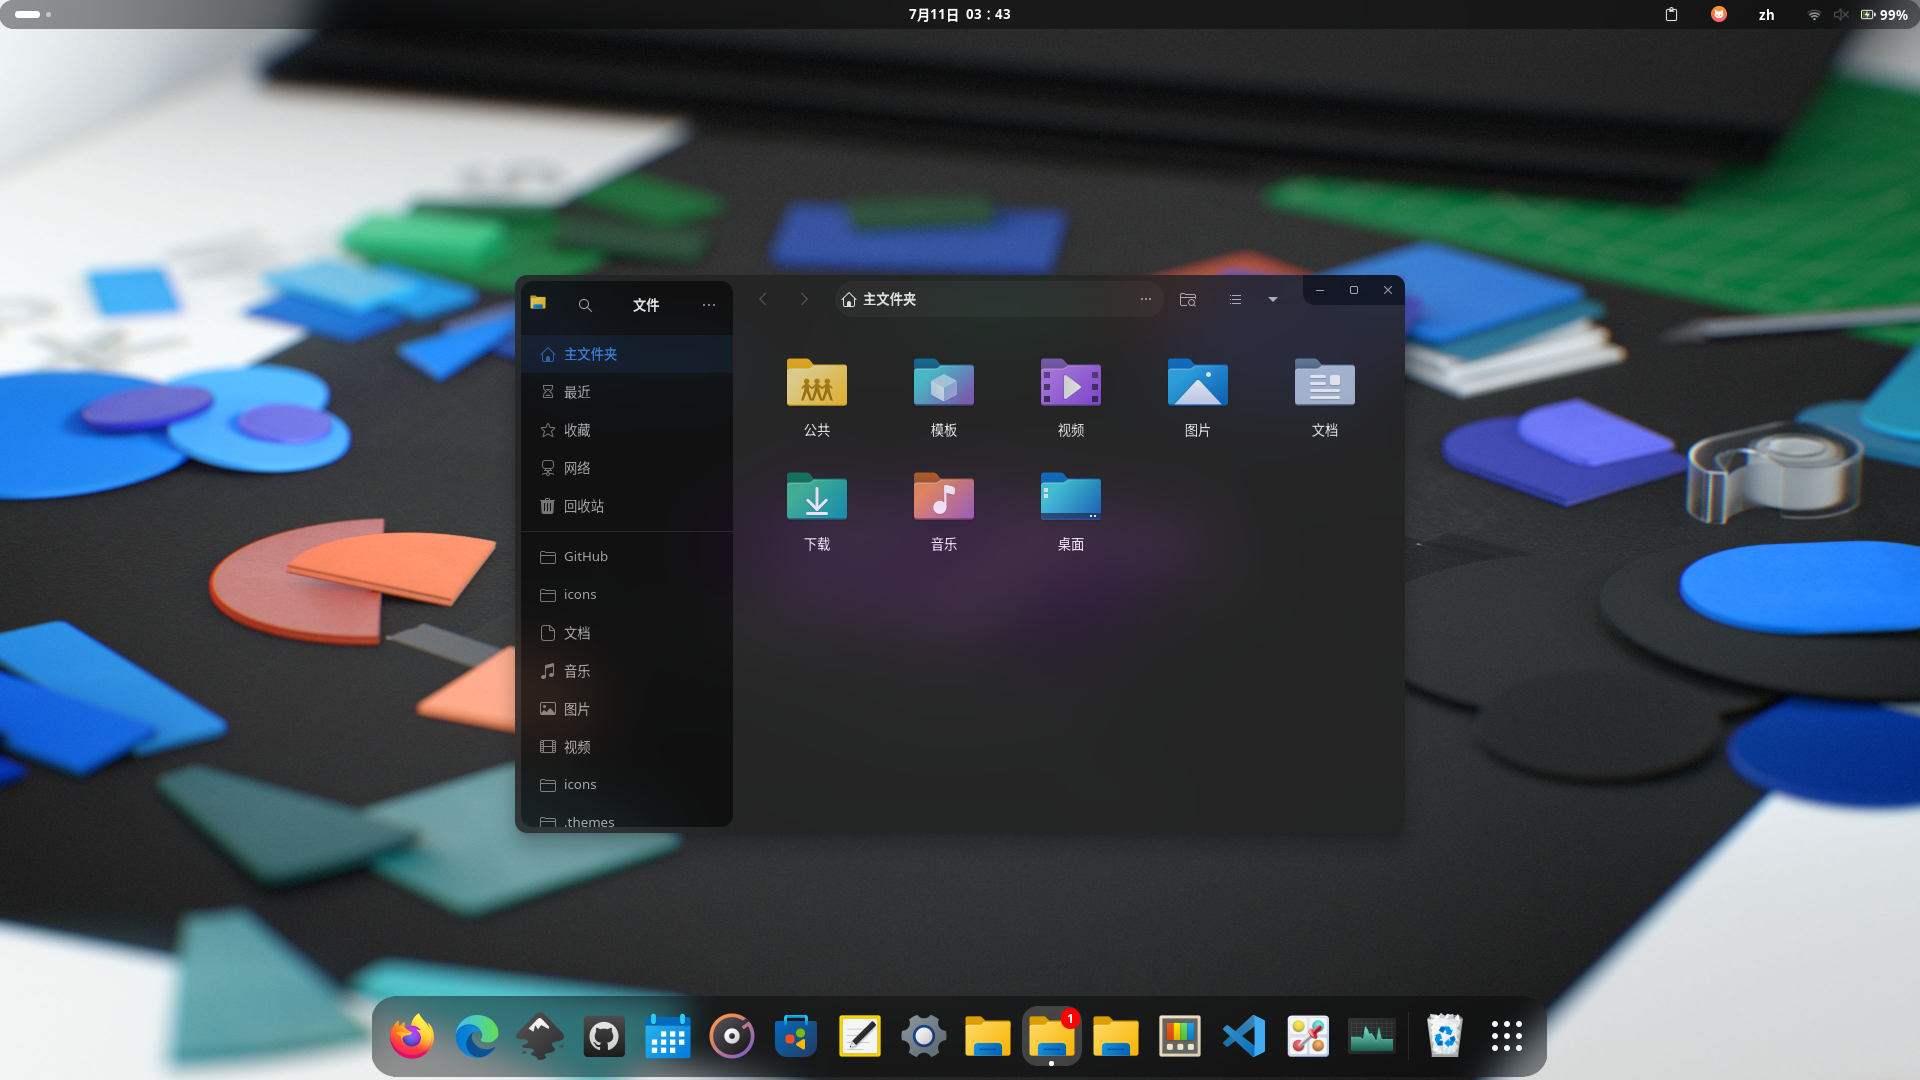 7月11日 03：43
zh
99%
文件
主文件夹
主文件夹
最近
收藏
网络
回收站
GitHub
icons
文档
音乐
图片
视频
icons
.themes
公共
模板
视频
图片
文档
下载
音乐
桌面
1